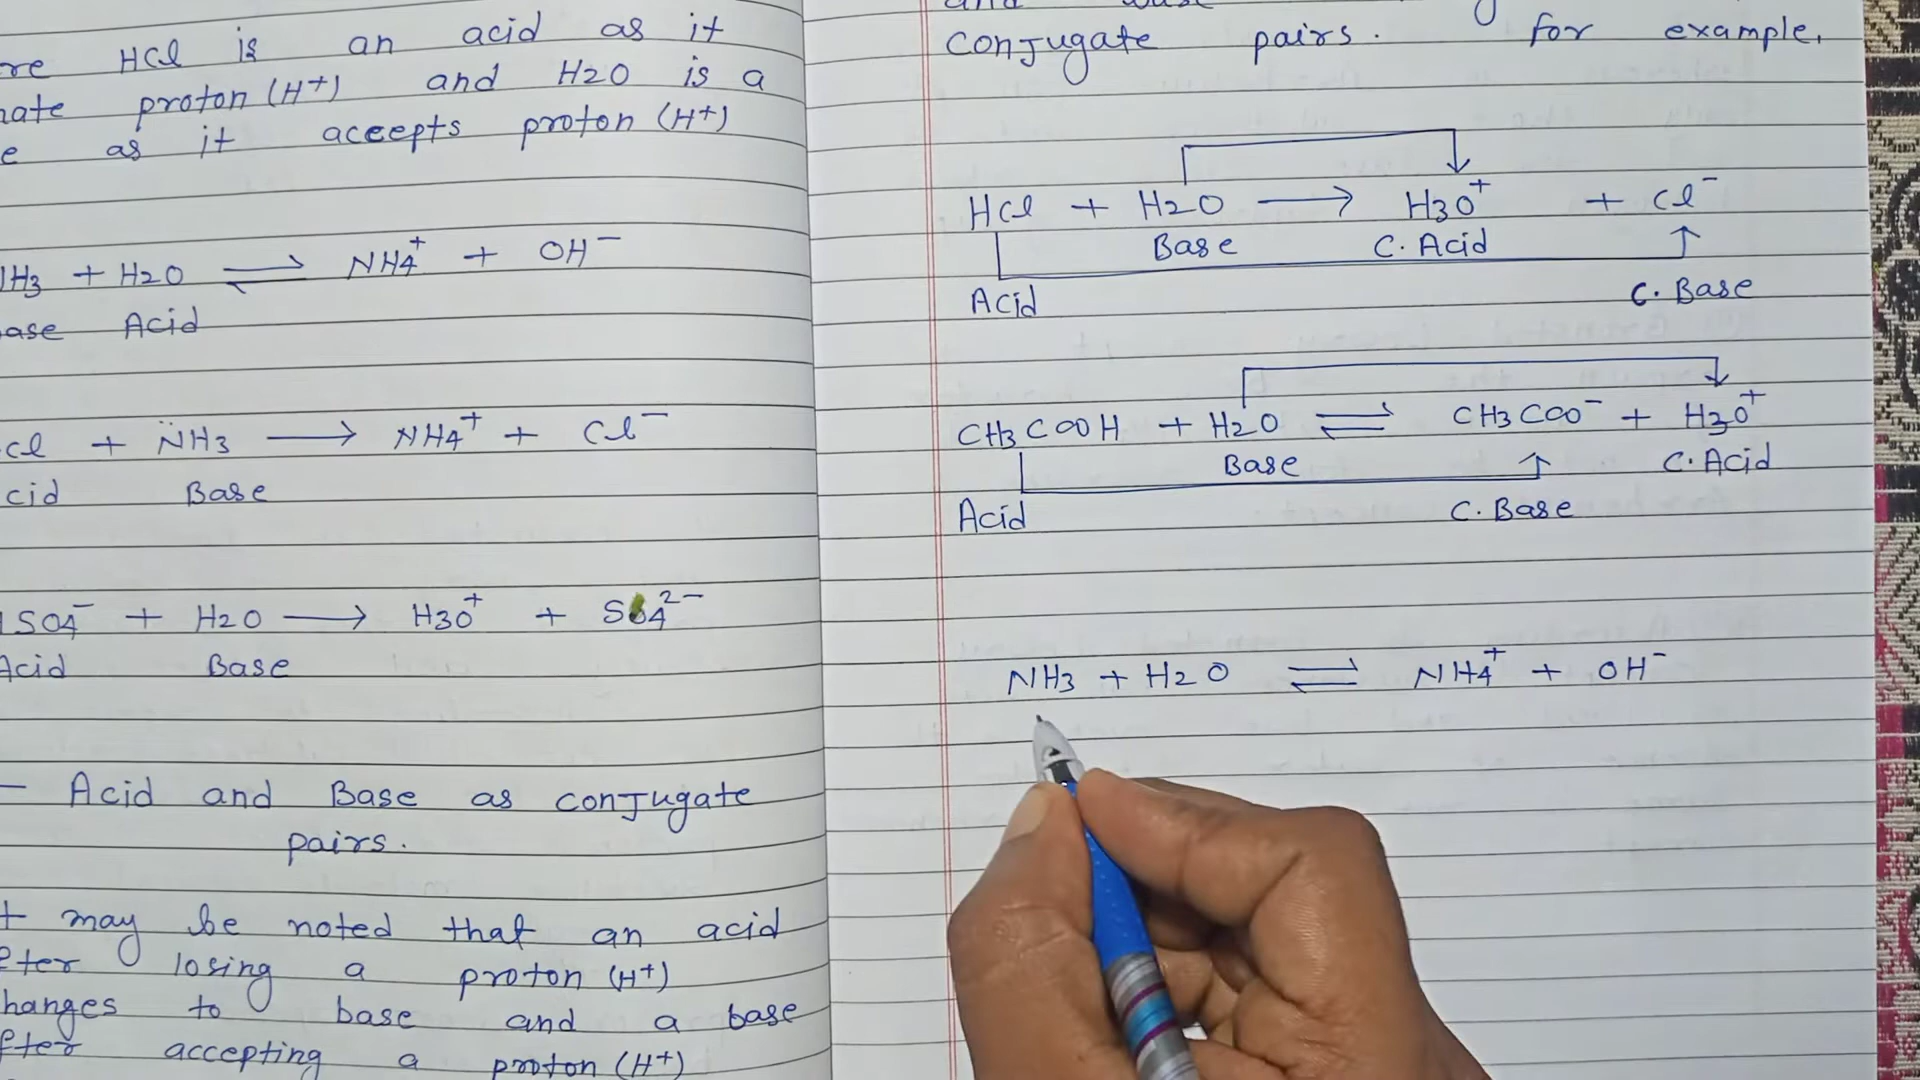 HCl is an acid as it
proton (H+) and H2O is a
as it accepts proton (H+)
NH3 + H2O ⇌ NH4+ + OH-
Acid
+ N̈H3 → NH4+ + Cl-
Base
SO4- + H2O → H3O+ + SO4 2-
Acid Base
- Acid and Base as conjugate
pairs.
may be noted that an acid
losing a proton (H+)
to base and a base
accepting a proton (H+)
conjugate pairs. For example,
HCl + H2O → H3O+ + Cl-
Base C. Acid
Acid C. Base
CH3COOH + H2O ⇌ CH3COO- + H3O+
Base C. Acid
Acid C. Base
NH3 + H2O ⇌ NH4+ + OH-